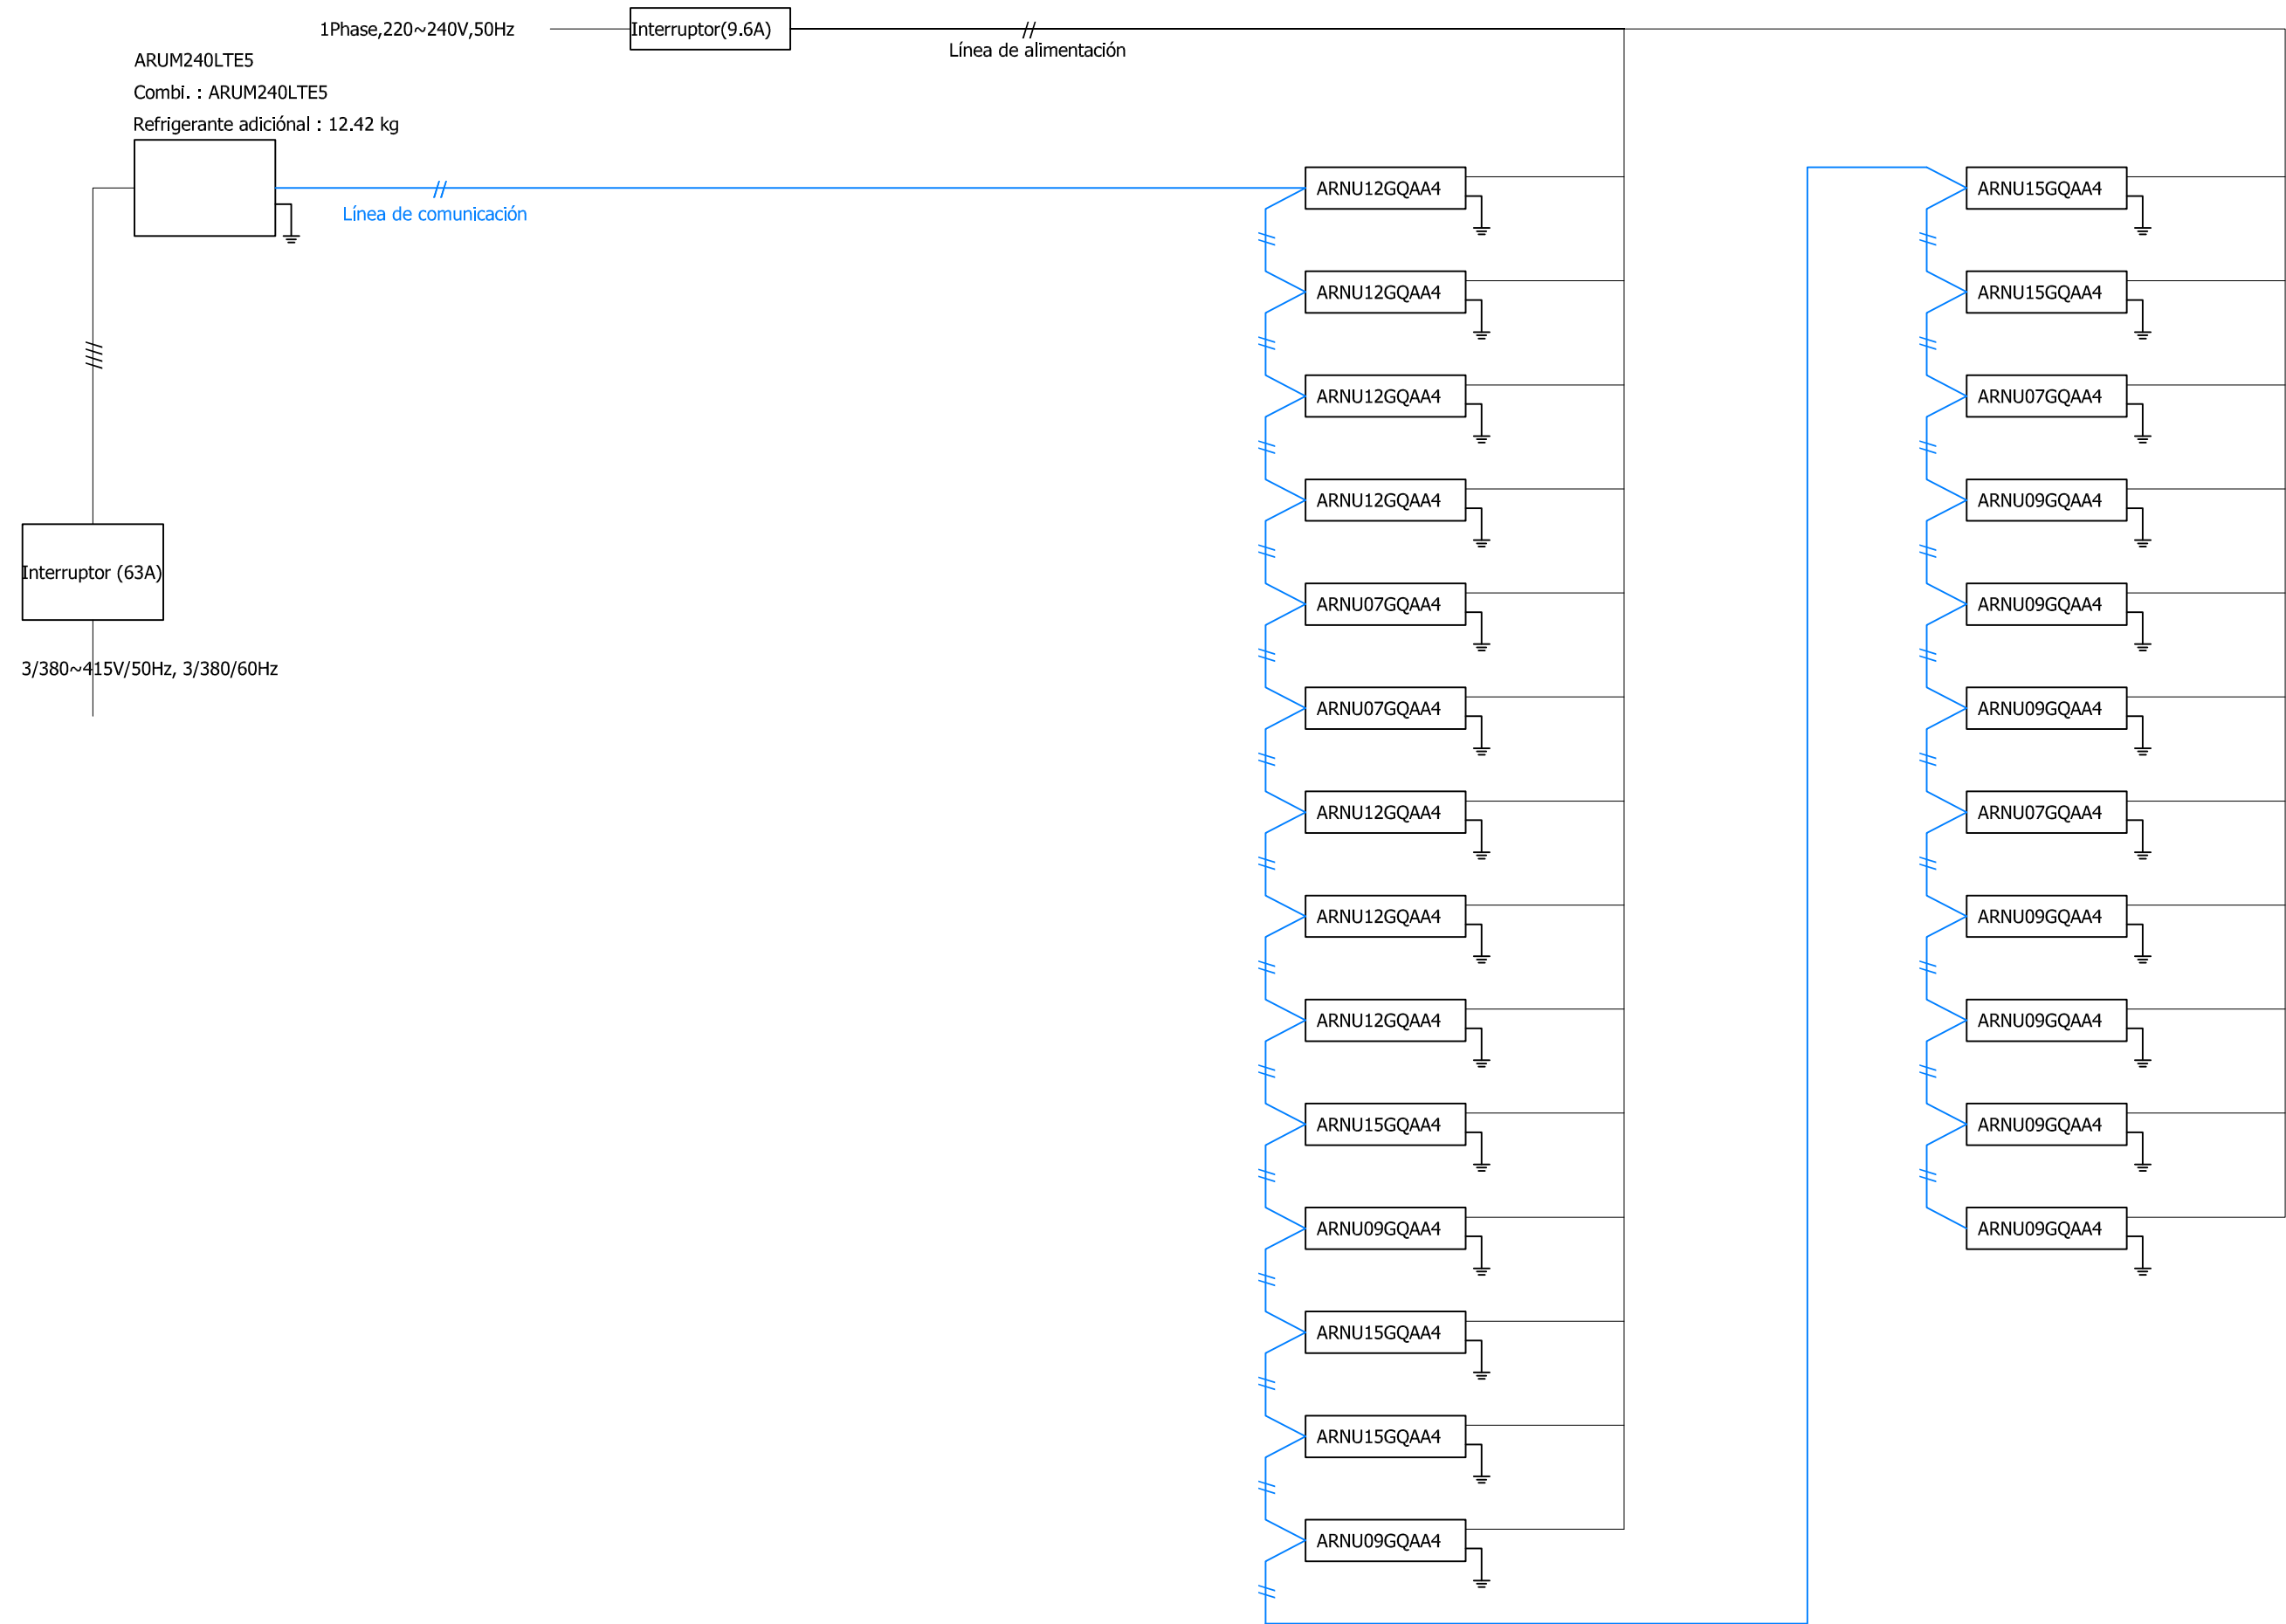 1Phase,220~240V,50Hz
Interruptor(9.6A)
Línea de alimentación
ARUM240LTE5
Combi. : ARUM240LTE5
Refrigerante adiciónal : 12.42 kg
Línea de comunicación
Interruptor (63A)
3/380~415V/50Hz, 3/380/60Hz
ARNU12GQAA4
ARNU12GQAA4
ARNU12GQAA4
ARNU12GQAA4
ARNU07GQAA4
ARNU07GQAA4
ARNU12GQAA4
ARNU12GQAA4
ARNU12GQAA4
ARNU15GQAA4
ARNU09GQAA4
ARNU15GQAA4
ARNU15GQAA4
ARNU09GQAA4
ARNU15GQAA4
ARNU15GQAA4
ARNU07GQAA4
ARNU09GQAA4
ARNU09GQAA4
ARNU09GQAA4
ARNU07GQAA4
ARNU09GQAA4
ARNU09GQAA4
ARNU09GQAA4
ARNU09GQAA4